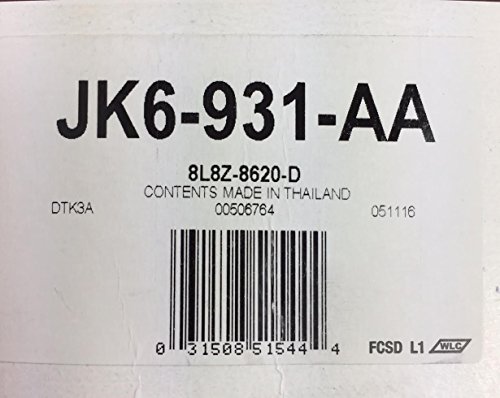 JK6-931-AA
8L8Z-8620-D
CONTENTS MADE IN THAILAND
DTK3A 00506764 051116
0 31508 51544 4
FCSD L1 WLC